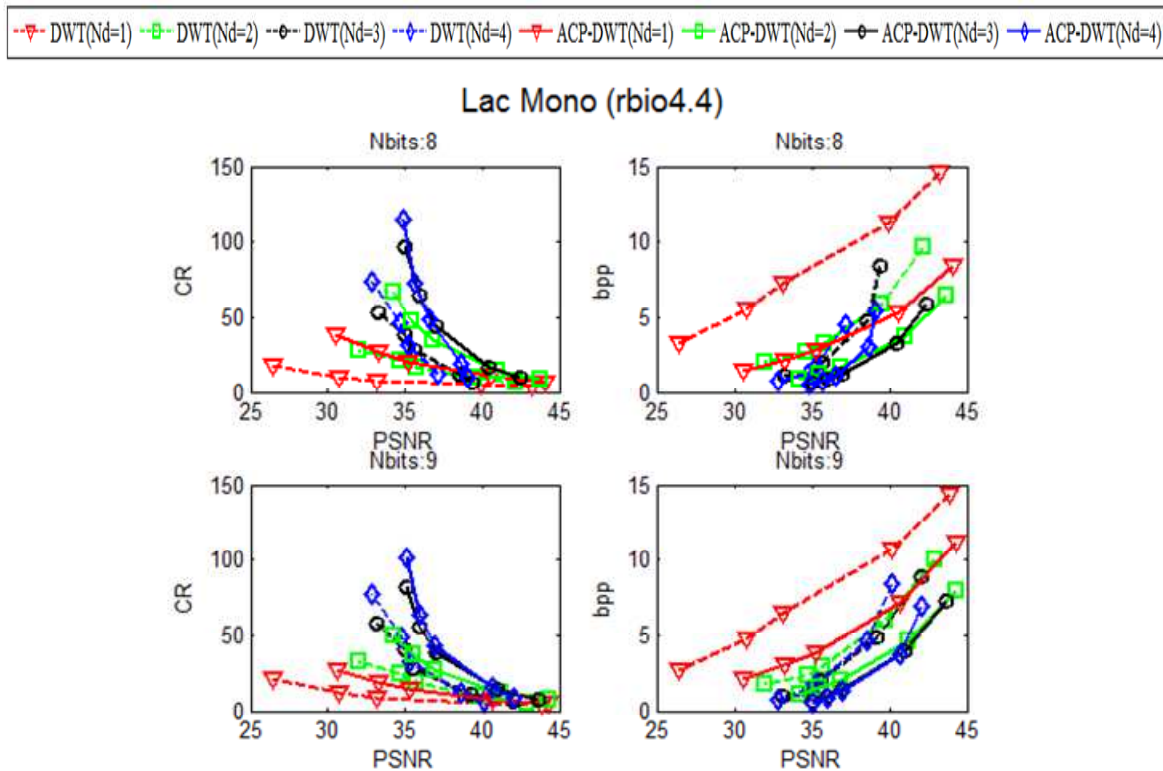 DWT(Nd=1) DWT(Nd=2) DWT(Nd=3) DWT(Nd=4) ACP-DWT(Nd=1) ACP-DWT(Nd=2) ACP-DWT(Nd=3) ACP-DWT(Nd=4)
Lac Mono (rbio4.4)
Nbits:8
150
100
50
0
CR
25 30 35 40 45
PSNR
Nbits:8
15
10
5
0
bpp
25 30 35 40 45
PSNR
Nbits:9
150
100
50
0
CR
25 30 35 40 45
PSNR
Nbits:9
15
10
5
0
bpp
25 30 35 40 45
PSNR